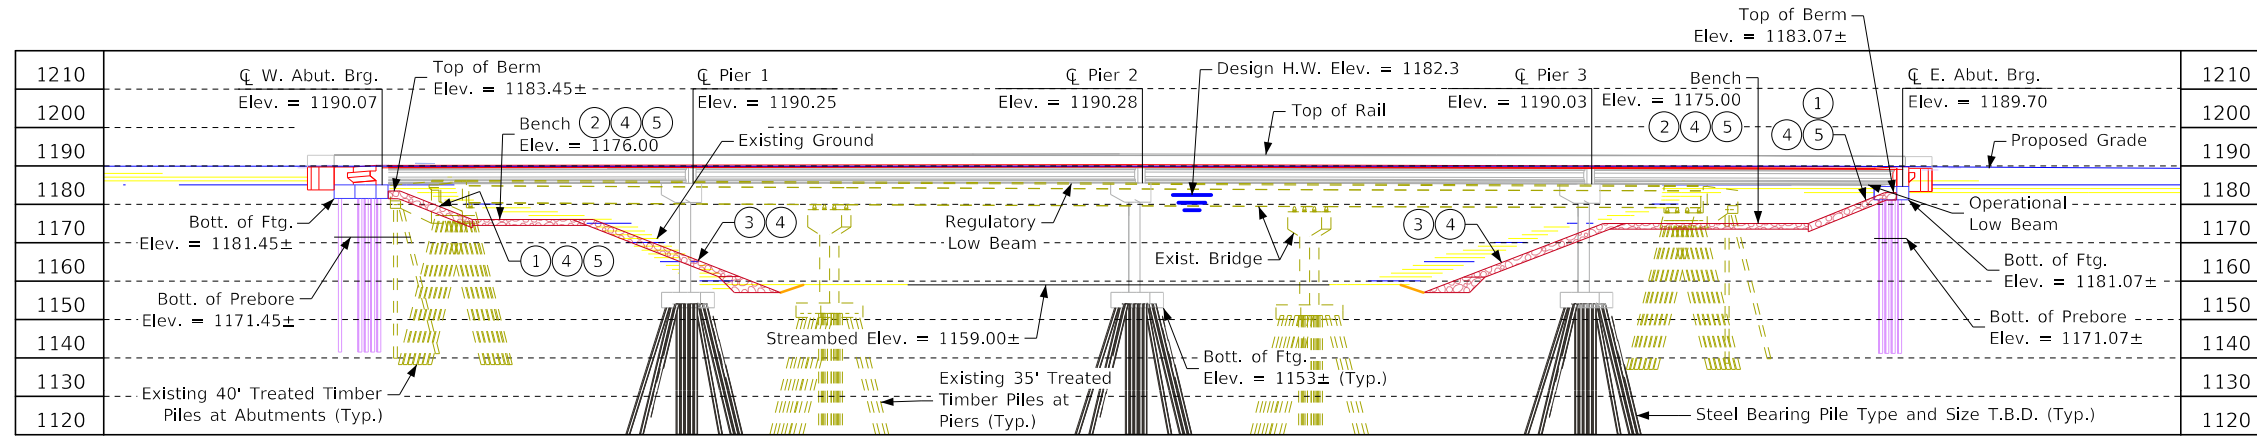 Top of Berm
Elev. = 1183.07±
1210
℄ W. Abut. Brg.
Elev. = 1190.07
Top of Berm
Elev. = 1183.45±
℄ Pier 1
Elev. = 1190.25
℄ Pier 2
Elev. = 1190.28
Design H.W. Elev. = 1182.3
℄ Pier 3
Elev. = 1190.03
Bench
Elev. = 1175.00
2 4 5
1
4 5
℄ E. Abut. Brg.
Elev. = 1189.70
1210
1200
Bench 2 4 5
Elev. = 1176.00
Existing Ground
Top of Rail
Proposed Grade
1200
1190
1190
1180
1180
Bott. of Ftg.
Elev. = 1181.45±
1 4 5
3 4
Regulatory
Low Beam
Exist. Bridge
3 4
Operational
Low Beam
1170
1170
Bott. of Ftg.
Elev. = 1181.07±
1160
1160
Bott. of Prebore
Elev. = 1171.45±
Streambed Elev. = 1159.00±
Bott. of Prebore
Elev. = 1171.07±
1150
1150
1140
1140
Bott. of Ftg.
Elev. = 1153± (Typ.)
1130
1130
Existing 40' Treated Timber
Piles at Abutments (Typ.)
Existing 35' Treated
Timber Piles at
Piers (Typ.)
Steel Bearing Pile Type and Size T.B.D. (Typ.)
1120
1120